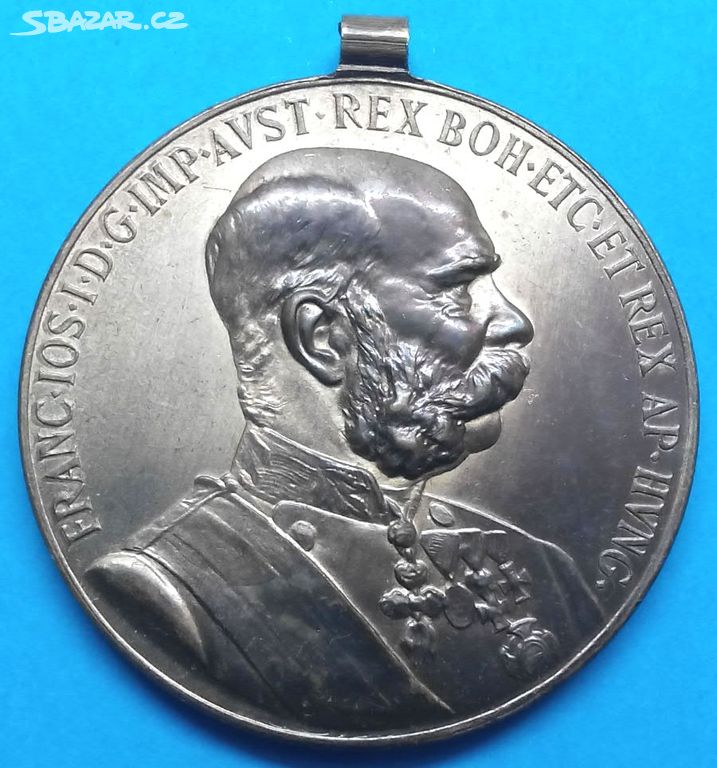 SBAZAR.CZ
FRANC·IOS·I·D·G·IMP·AVST·REX BOH·ETC·ET REX AP·HVNG·